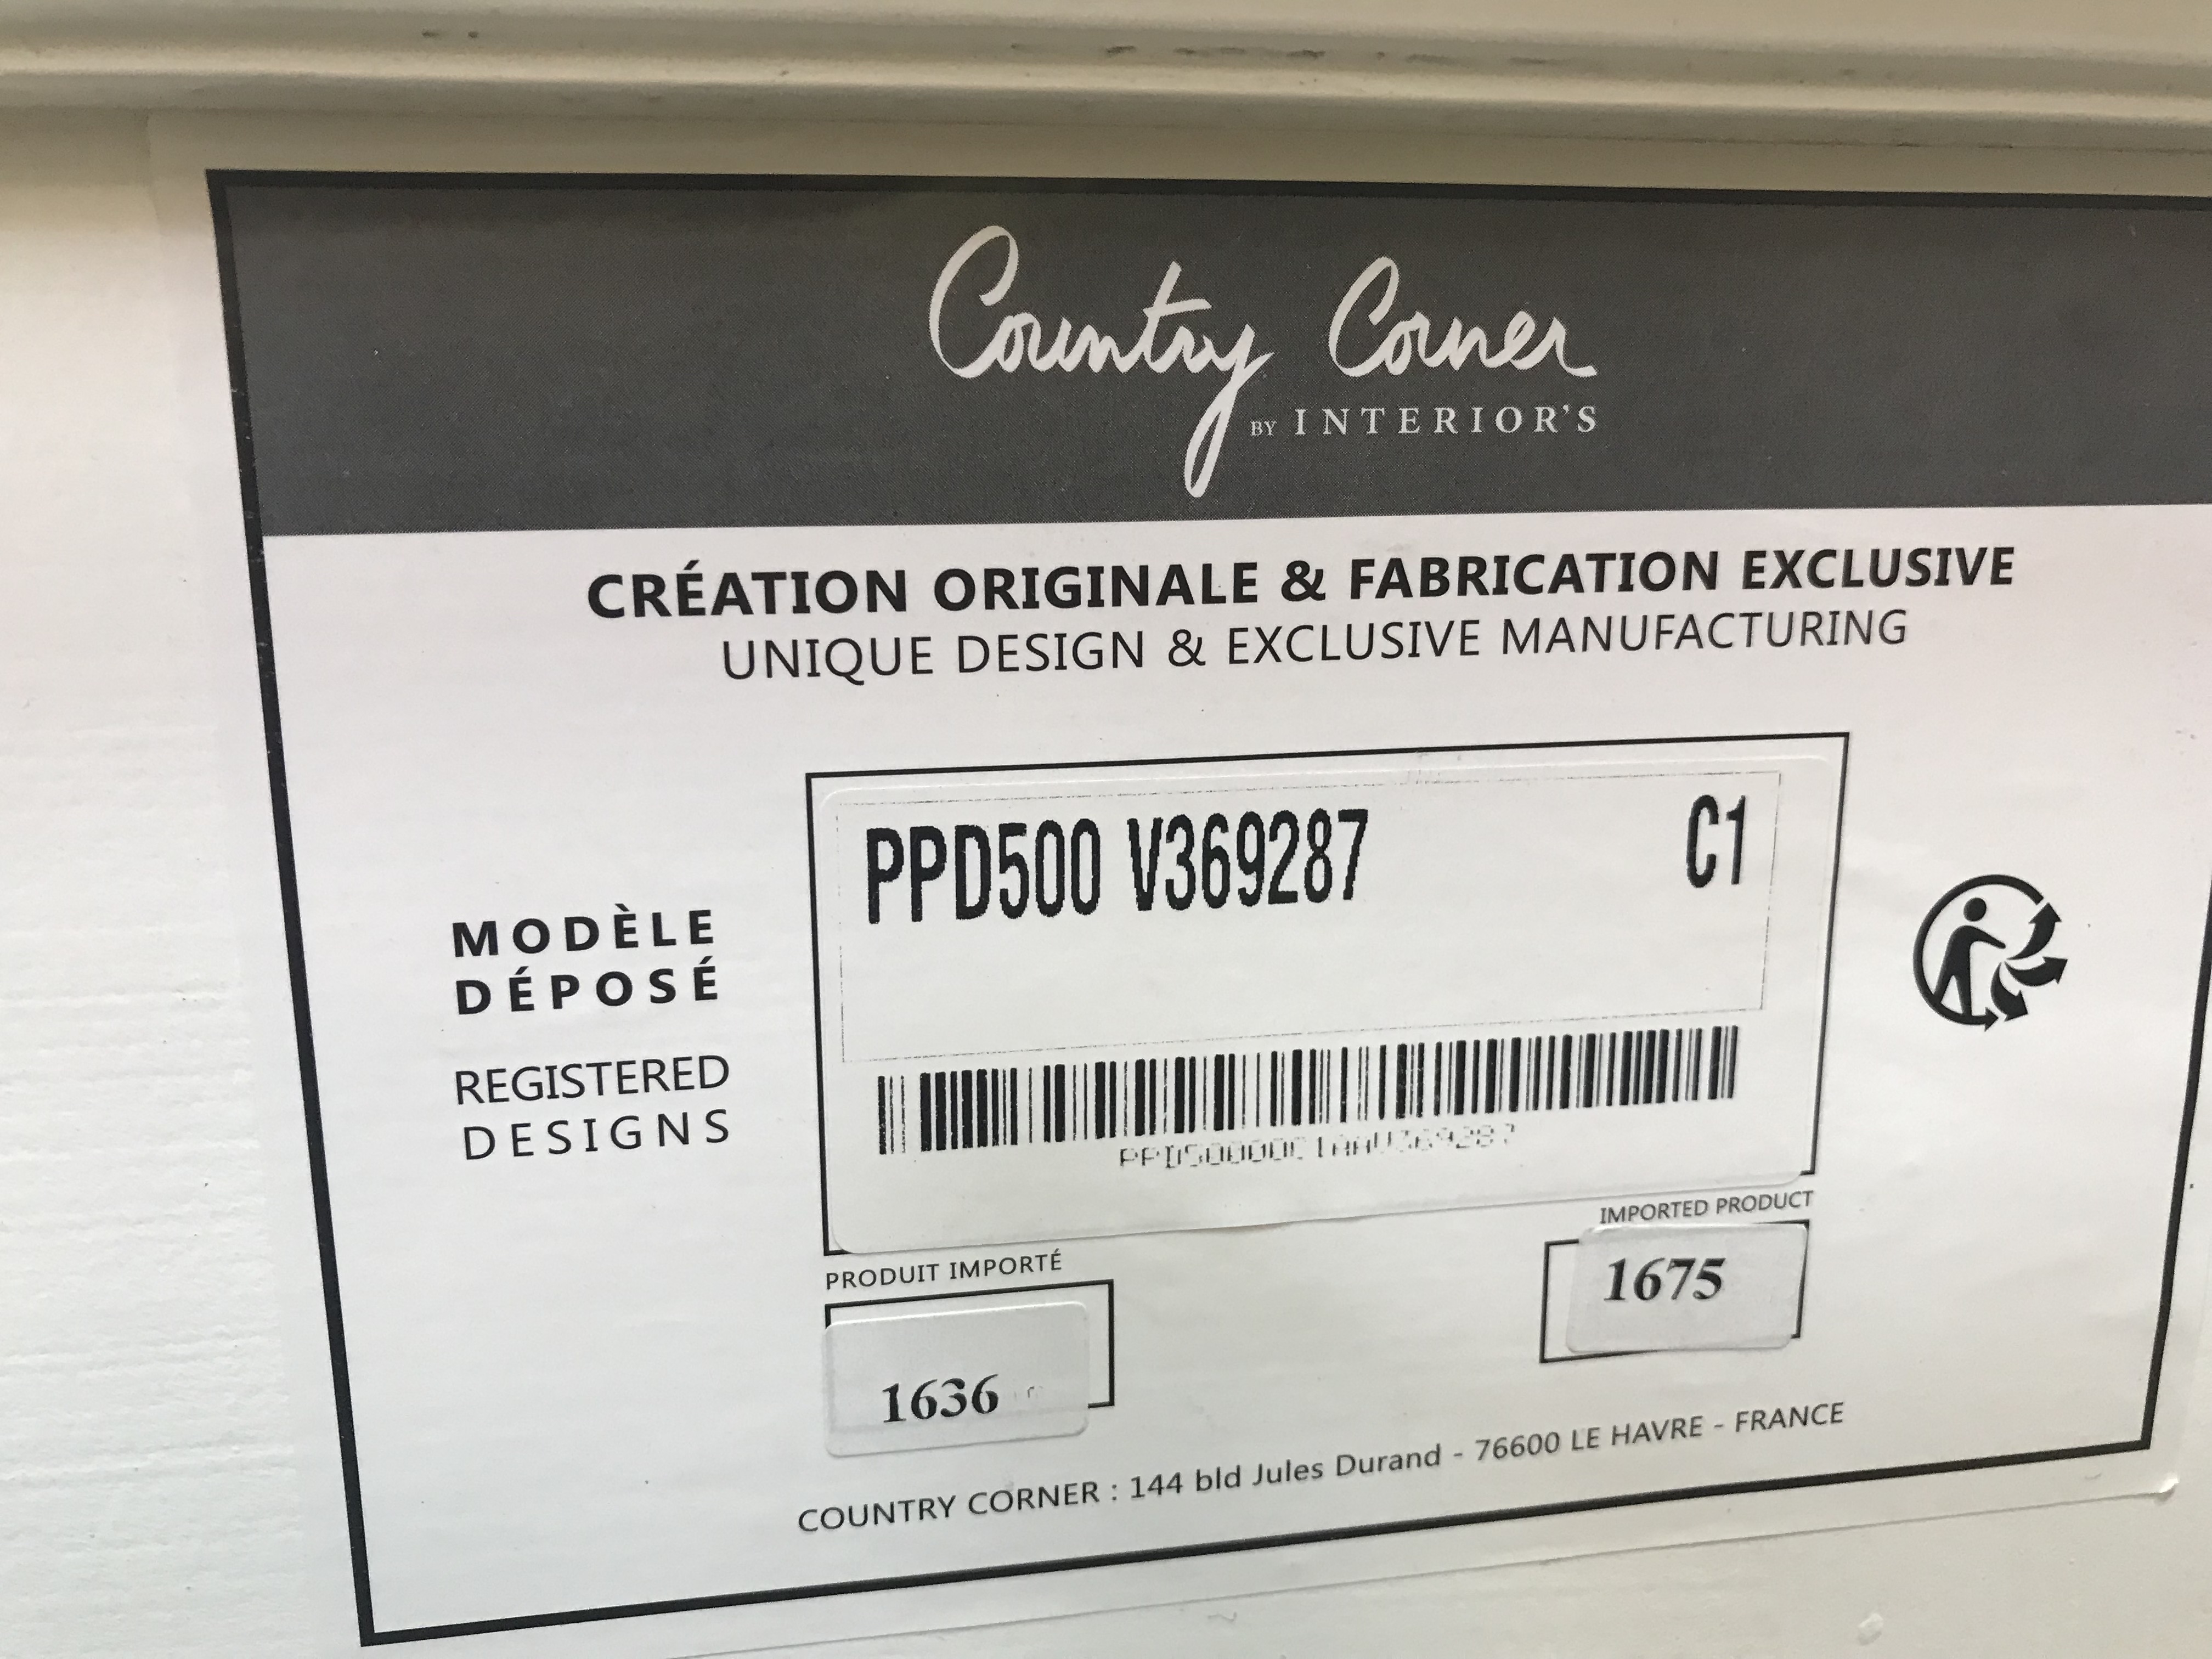 Country Corner
BY INTERIOR'S
CRÉATION ORIGINALE & FABRICATION EXCLUSIVE
UNIQUE DESIGN & EXCLUSIVE MANUFACTURING
PPD500 V369287 C1
MODÈLE
DÉPOSÉ
REGISTERED
DESIGNS
PPD50000C1AAV369287
IMPORTED PRODUCT
1675
PRODUIT IMPORTÉ
1636
COUNTRY CORNER : 144 bld Jules Durand - 76600 LE HAVRE - FRANCE